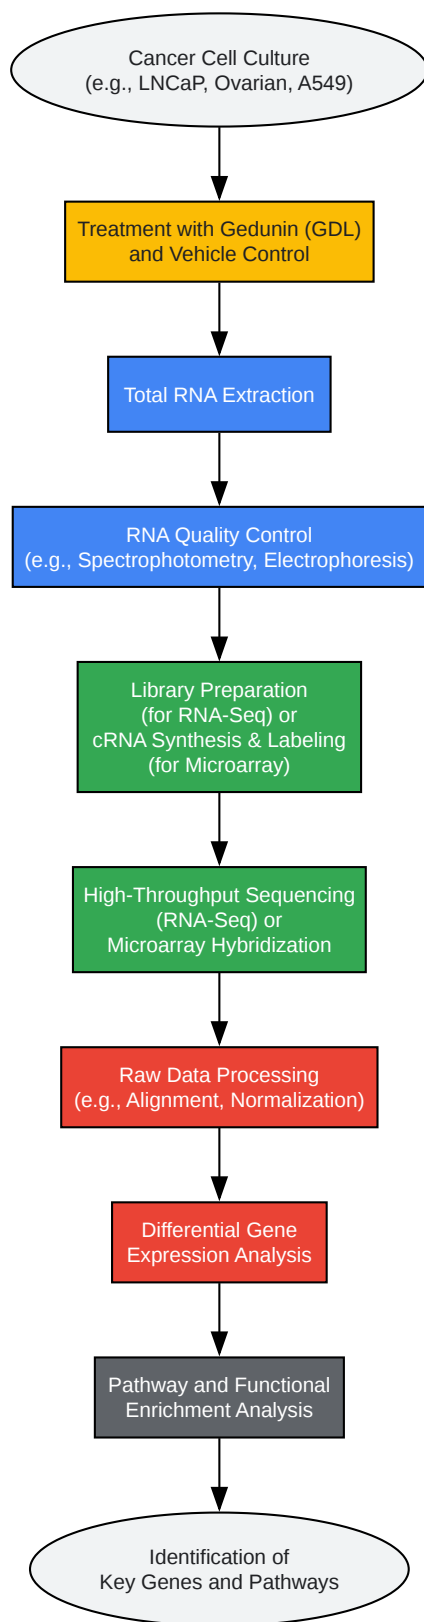 Cancer Cell Culture
(e.g., LNCaP, Ovarian, A549)
Treatment with Gedunin (GDL)
and Vehicle Control
Total RNA Extraction
RNA Quality Control
(e.g., Spectrophotometry, Electrophoresis)
Library Preparation
(for RNA-Seq) or
cRNA Synthesis & Labeling
(for Microarray)
High-Throughput Sequencing
(RNA-Seq) or
Microarray Hybridization
Raw Data Processing
(e.g., Alignment, Normalization)
Differential Gene
Expression Analysis
Pathway and Functional
Enrichment Analysis
Identification of
Key Genes and Pathways